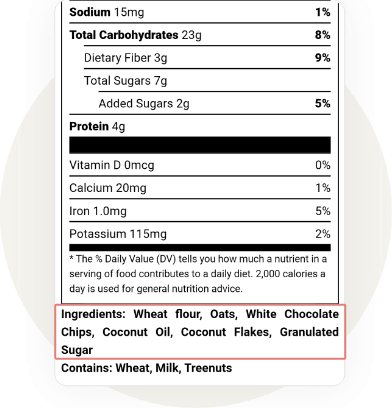 Sodium 15mg 1%
Total Carbohydrates 23g 8%
Dietary Fiber 3g 9%
Total Sugars 7g
Added Sugars 2g 5%
Protein 4g
Vitamin D 0mcg 0%
Calcium 20mg 1%
Iron 1.0mg 5%
Potassium 115mg 2%
* The % Daily Value (DV) tells you how much a nutrient in a
serving of food contributes to a daily diet. 2,000 calories a
day is used for general nutrition advice.
Ingredients: Wheat flour, Oats, White Chocolate
Chips, Coconut Oil, Coconut Flakes, Granulated
Sugar
Contains: Wheat, Milk, Treenuts